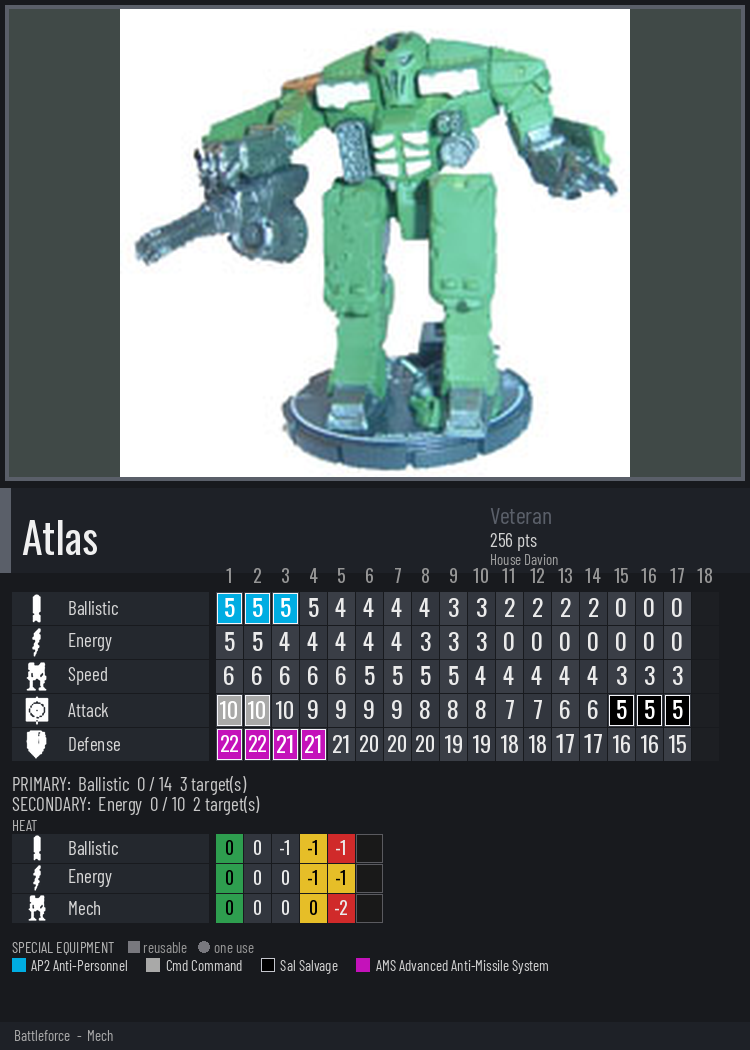 Atlas
Veteran
256 pts
House Davion
1 2 3 4 5 6 7 8 9 10 11 12 13 14 15 16 17 18
Ballistic 5 5 5 5 4 4 4 4 3 3 2 2 2 2 0 0 0
Energy 5 5 4 4 4 4 4 3 3 3 0 0 0 0 0 0 0
Speed 6 6 6 6 6 5 5 5 5 4 4 4 4 4 3 3 3
Attack 10 10 10 9 9 9 9 8 8 8 7 7 6 6 5 5 5
Defense 22 22 21 21 21 20 20 20 19 19 18 18 17 17 16 16 15
PRIMARY: Ballistic 0 / 14 3 target(s)
SECONDARY: Energy 0 / 10 2 target(s)
HEAT
Ballistic 0 0 -1 -1 -1
Energy 0 0 0 -1 -1
Mech 0 0 0 0 -2
SPECIAL EQUIPMENT reusable one use
AP2 Anti-Personnel Cmd Command Sal Salvage AMS Advanced Anti-Missile System
Battleforce - Mech